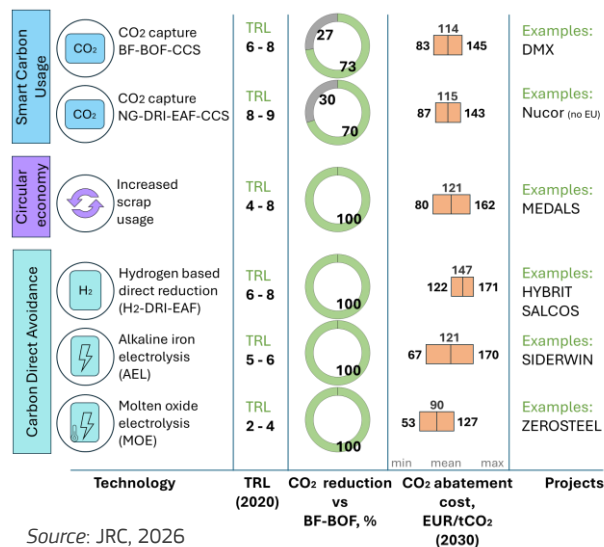 Smart Carbon
Usage
CO₂
CO₂ capture
BF-BOF-CCS
TRL
6 - 8
27
73
114
83
145
Examples:
DMX
CO₂
CO₂ capture
NG-DRI-EAF-CCS
TRL
8 - 9
30
70
115
87
143
Examples:
Nucor (no EU)
Circular
economy
Increased
scrap
usage
TRL
4 - 8
100
121
80
162
Examples:
MEDALS
Carbon Direct Avoidance
H₂
Hydrogen based
direct reduction
(H2-DRI-EAF)
TRL
6 - 8
100
147
122
171
Examples:
HYBRIT
SALCOS
Alkaline iron
electrolysis
(AEL)
TRL
5 - 6
100
121
67
170
Examples:
SIDERWIN
Molten oxide
electrolysis
(MOE)
TRL
2 - 4
100
90
53
127
Examples:
ZEROSTEEL
min mean max
Technology
TRL
(2020)
CO₂ reduction
vs
BF-BOF, %
CO₂ abatement
cost,
EUR/tCO₂
(2030)
Projects
Source: JRC, 2026